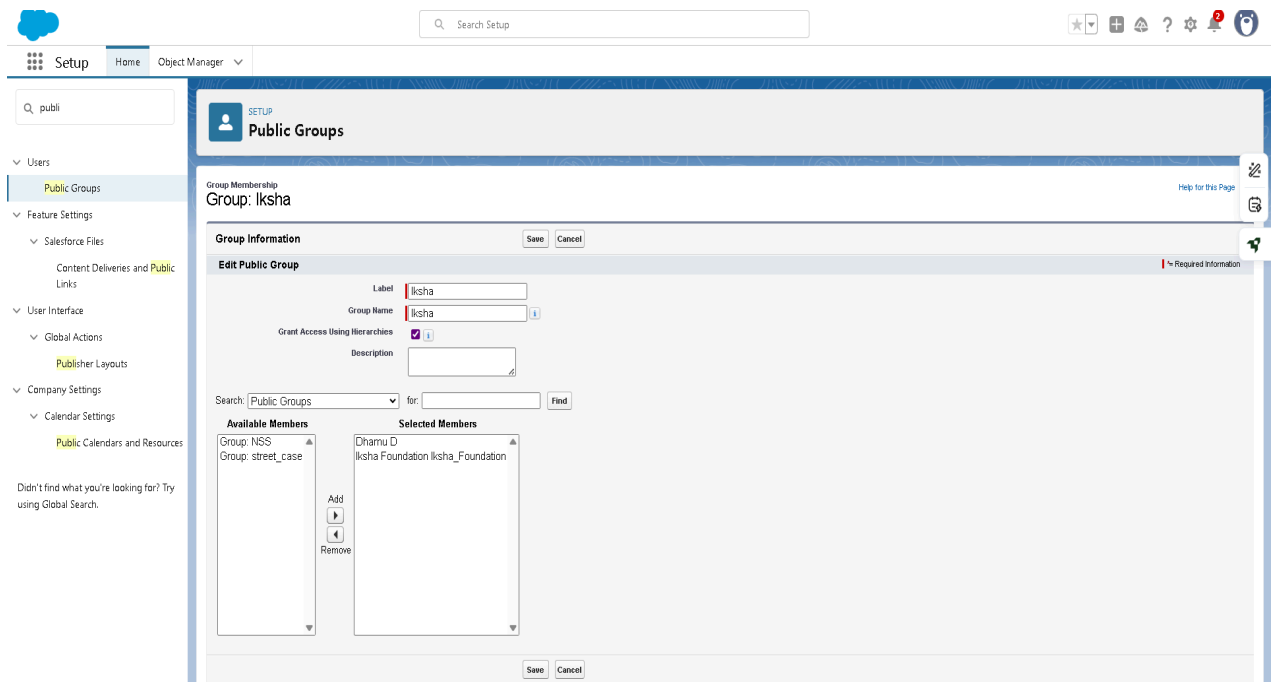 Search Setup
2
Setup
Home
Object Manager
publi
SETUP
Public Groups
Users
Public Groups
Feature Settings
Salesforce Files
Content Deliveries and Public
Links
User Interface
Global Actions
Publisher Layouts
Company Settings
Calendar Settings
Public Calendars and Resources
Didn't find what you're looking for? Try
using Global Search.
Group Membership
Group: Iksha
Help for this Page
Group Information
Save
Cancel
Edit Public Group
= Required Information
Label
Iksha
Group Name
Iksha
i
Grant Access Using Hierarchies
i
Description
Search:
Public Groups
for:
Find
Available Members
Selected Members
Group: NSS
Group: street_case
Dhamu D
Iksha Foundation Iksha_Foundation
Add
Remove
Save
Cancel